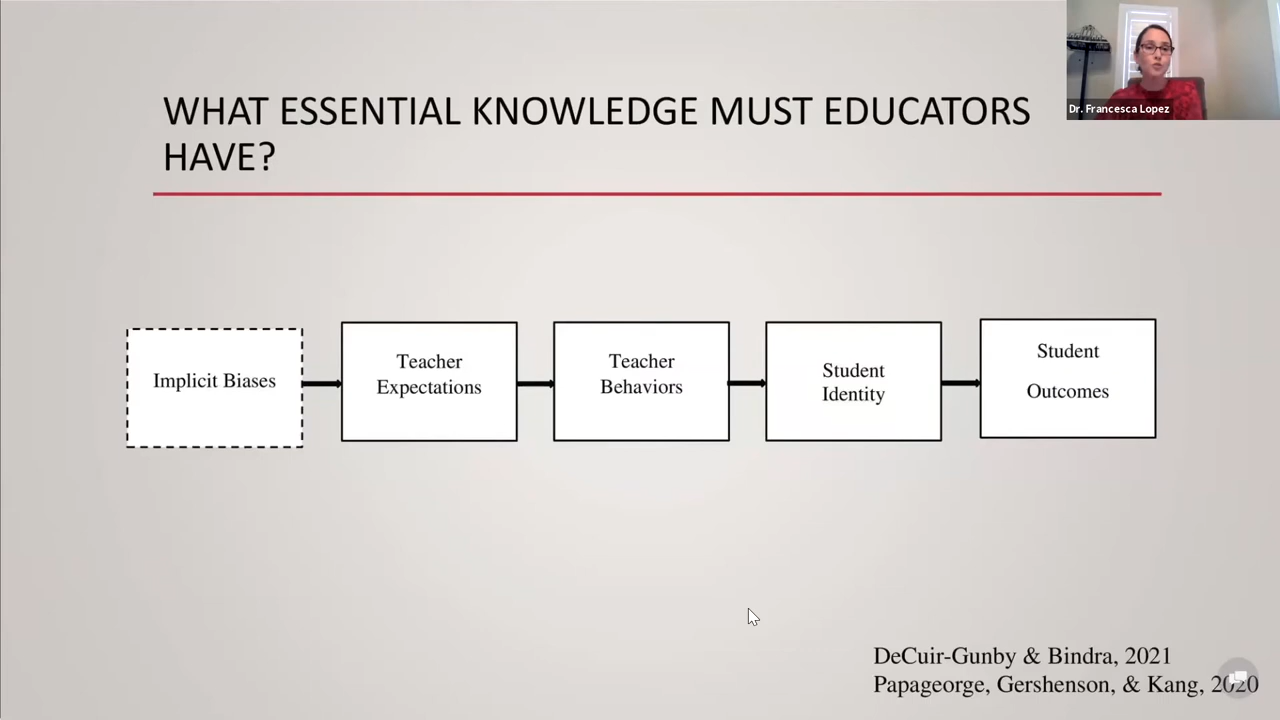 Dr. Francesca Lopez
WHAT ESSENTIAL KNOWLEDGE MUST EDUCATORS
HAVE?
Implicit Biases
Teacher
Expectations
Teacher
Behaviors
Student
Identity
Student
Outcomes
DeCuir-Gunby & Bindra, 2021
Papageorge, Gershenson, & Kang, 2020